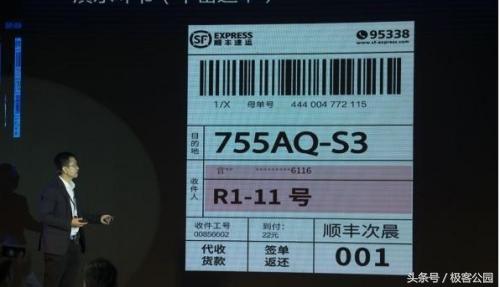 SF EXPRESS
顺丰速运
95338
www.sf-express.com
1/X 母单号 444 004 772 115
目的地
755AQ-S3
收件人
6116
R1-11 号
收件工号
00856602
到付:
22元
顺丰次晨
代收
货款
签单
返还
001
头条号／极客公园